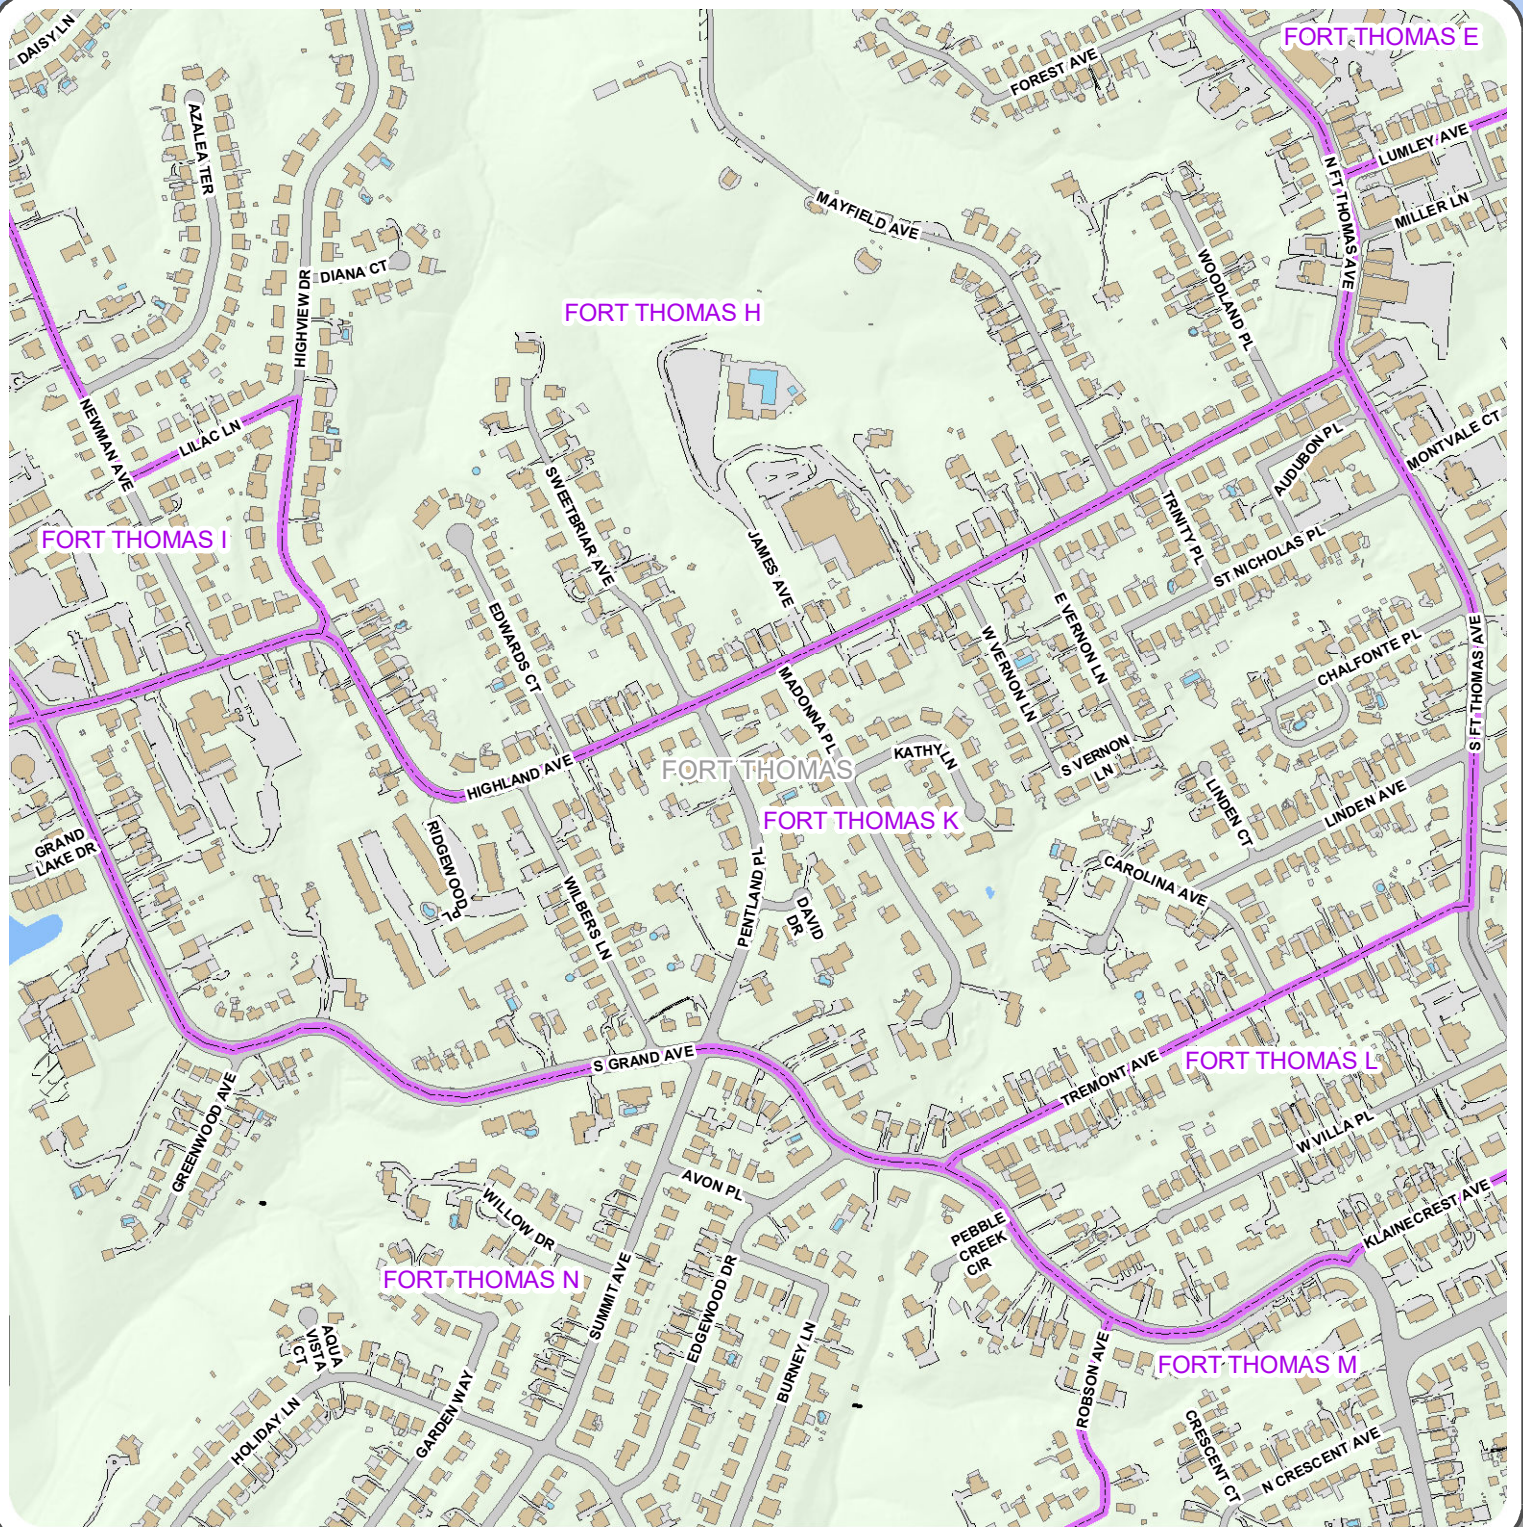 DAISY LN
FORT THOMAS E
FOREST AVE
AZALEA TER
LUMLEY AVE
N FT THOMAS AVE
MILLER LN
MAYFIELD AVE
WOODLAND PL
DIANA CT
HIGHVIEW DR
FORT THOMAS H
NEWMAN AVE
LILAC LN
MONTVALE CT
AUDUBON PL
SWEETBRIAR AVE
TRINITY PL
FORT THOMAS I
JAMES AVE
ST NICHOLAS PL
EDWARDS CT
E VERNON LN
W VERNON LN
CHALFONTE PL
S FT THOMAS AVE
MADONNA PL
KATHY LN
S VERNON
LN
HIGHLAND AVE
FORT THOMAS
LINDEN CT
LINDEN AVE
FORT THOMAS K
GRAND
LAKE DR
RIDGEWOOD PL
WILBERS LN
PENTLAND PL
DAVID
DR
CAROLINA AVE
S GRAND AVE
TREMONT AVE
FORT THOMAS L
GREENWOOD AVE
W VILLA PL
AVON PL
WILLOW DR
KLAINECREST AVE
PEBBLE
CREEK
CIR
FORT THOMAS N
SUMMIT AVE
EDGEWOOD DR
BURNEY LN
AQUA
VISTA
CT
ROBSON AVE
FORT THOMAS M
HOLIDAY LN
GARDEN WAY
CRESCENT CT
N CRESCENT AVE